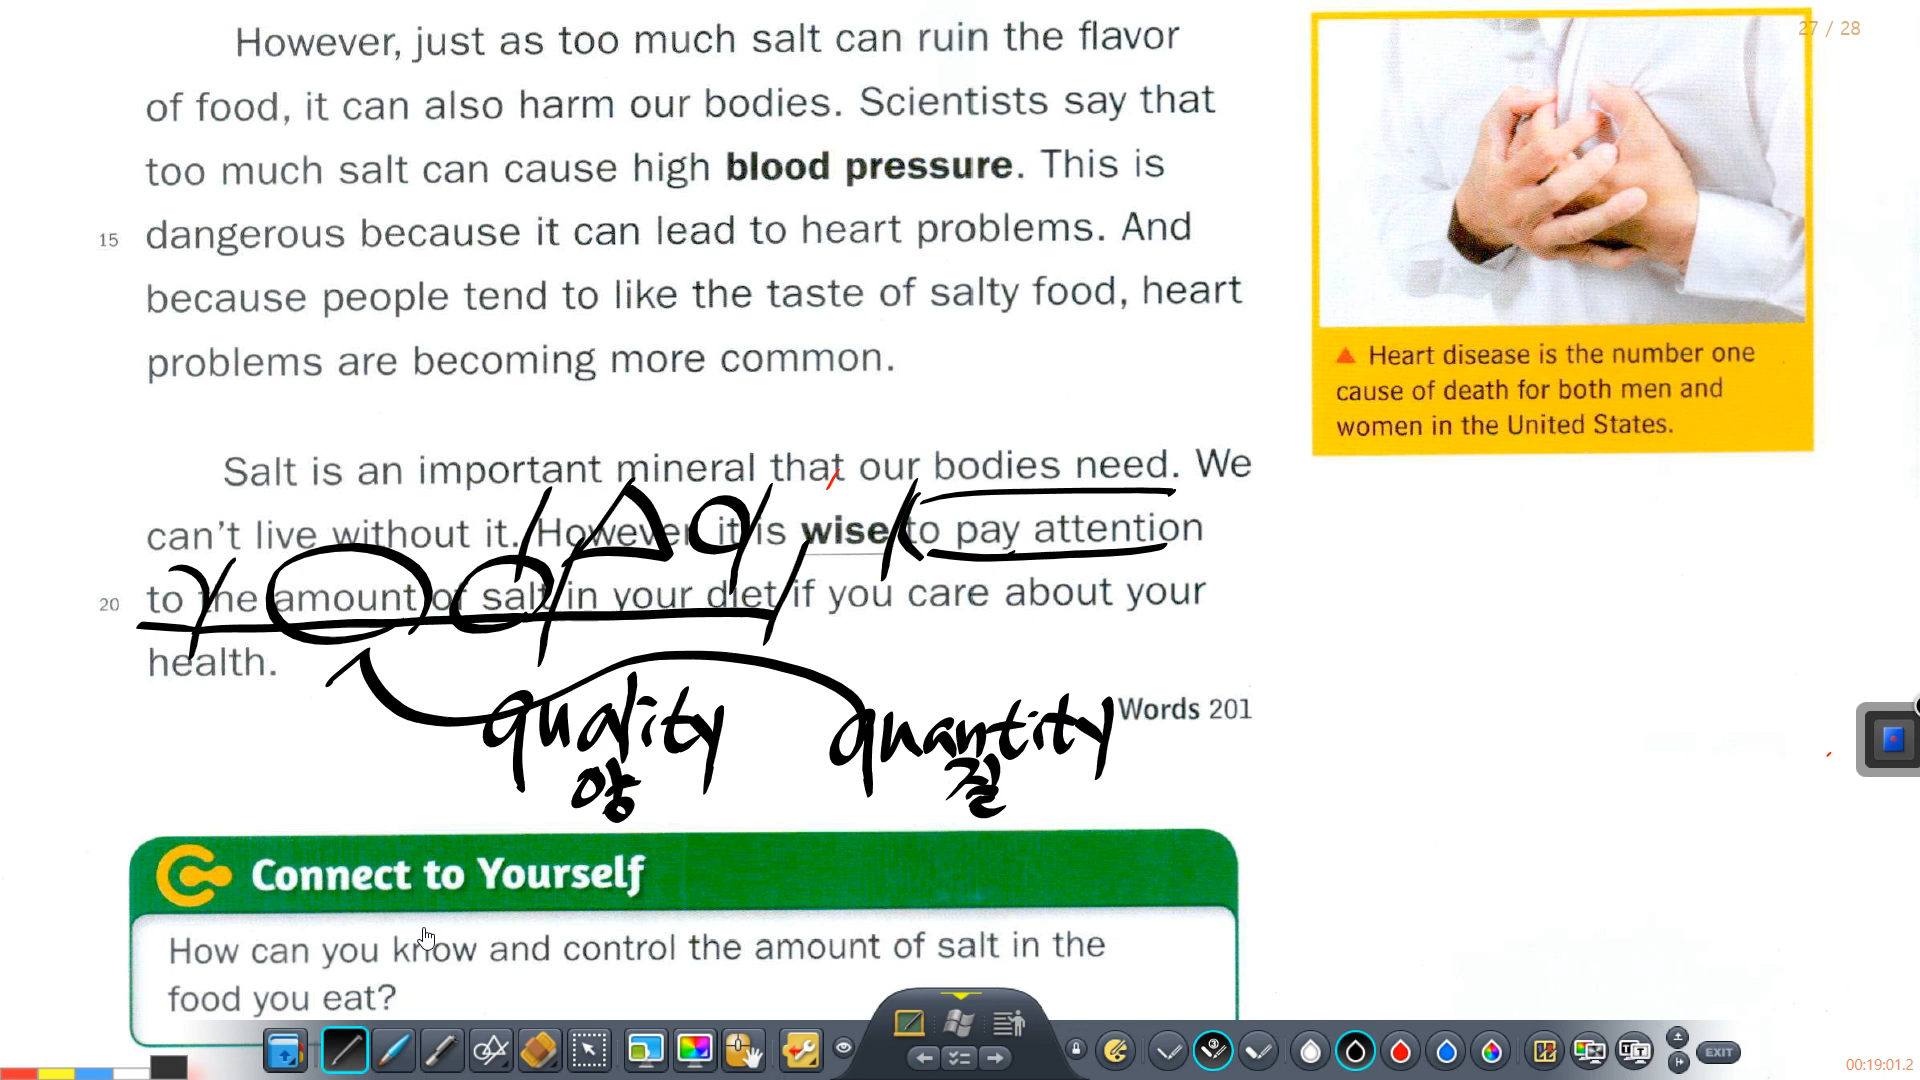 27 / 28
However, just as too much salt can ruin the flavor
of food, it can also harm our bodies. Scientists say that
too much salt can cause high blood pressure. This is
15 dangerous because it can lead to heart problems. And
because people tend to like the taste of salty food, heart
problems are becoming more common.
▲ Heart disease is the number one
cause of death for both men and
women in the United States.
Salt is an important mineral that our bodies need. We
can't live without it. However, it is wise to pay attention
20 to the amount of salt in your diet if you care about your
health.
Words 201
quality quantity
양 질
Connect to Yourself
How can you know and control the amount of salt in the
food you eat?
EXIT
00:19:01.2